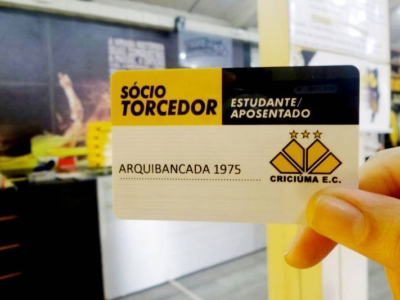 SÓCIO
TORCEDOR
ESTUDANTE/
APOSENTADO
ARQUIBANCADA 1975
CRICIÚMA E.C.